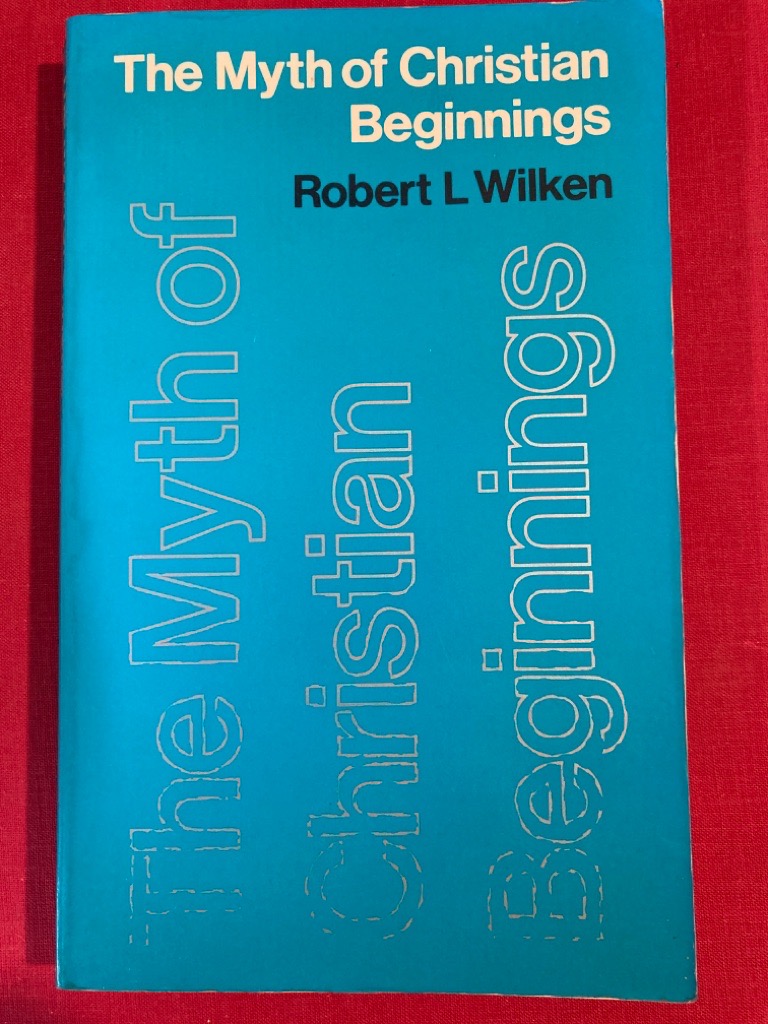 The Myth of Christian
Beginnings
Robert L Wilken
The Myth of
Christian
Beginnings